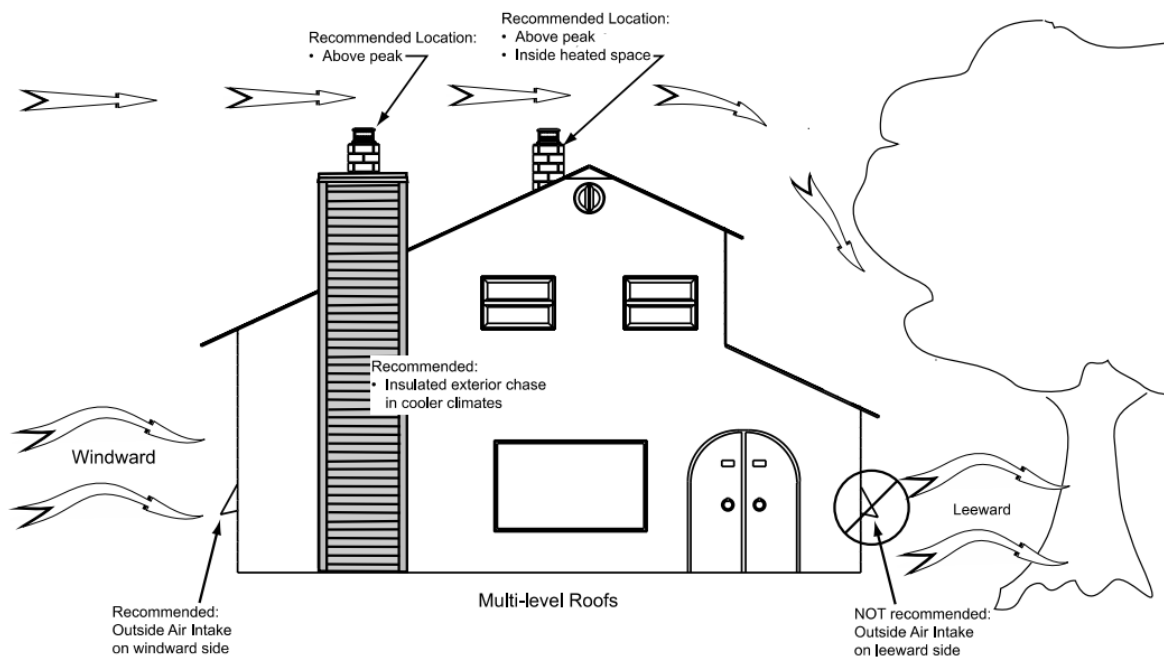 Recommended Location:
• Above peak
Recommended Location:
• Above peak
• Inside heated space
Recommended:
• Insulated exterior chase
in cooler climates
Windward
Leeward
Recommended:
Outside Air Intake
on windward side
Multi-level Roofs
NOT recommended:
Outside Air Intake
on leeward side